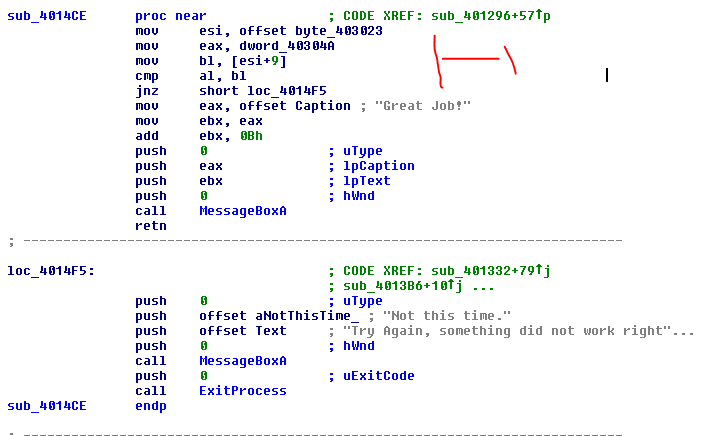 sub_4014CE proc near ; CODE XREF: sub_401296+57↑p
mov esi, offset byte_403023
mov eax, dword_40304A
mov bl, [esi+9]
cmp al, bl
jnz short loc_4014F5
mov eax, offset Caption ; "Great Job!"
mov ebx, eax
add ebx, 0Bh
push 0 ; uType
push eax ; lpCaption
push ebx ; lpText
push 0 ; hWnd
call MessageBoxA
retn
; ---------------------------------------------------------------------------
loc_4014F5: ; CODE XREF: sub_401332+79↑j
; sub_4013B6+10↑j ...
push 0 ; uType
push offset aNotThisTime_ ; "Not this time."
push offset Text ; "Try Again, something did not work right"...
push 0 ; hWnd
call MessageBoxA
push 0 ; uExitCode
call ExitProcess
sub_4014CE endp
; ---------------------------------------------------------------------------